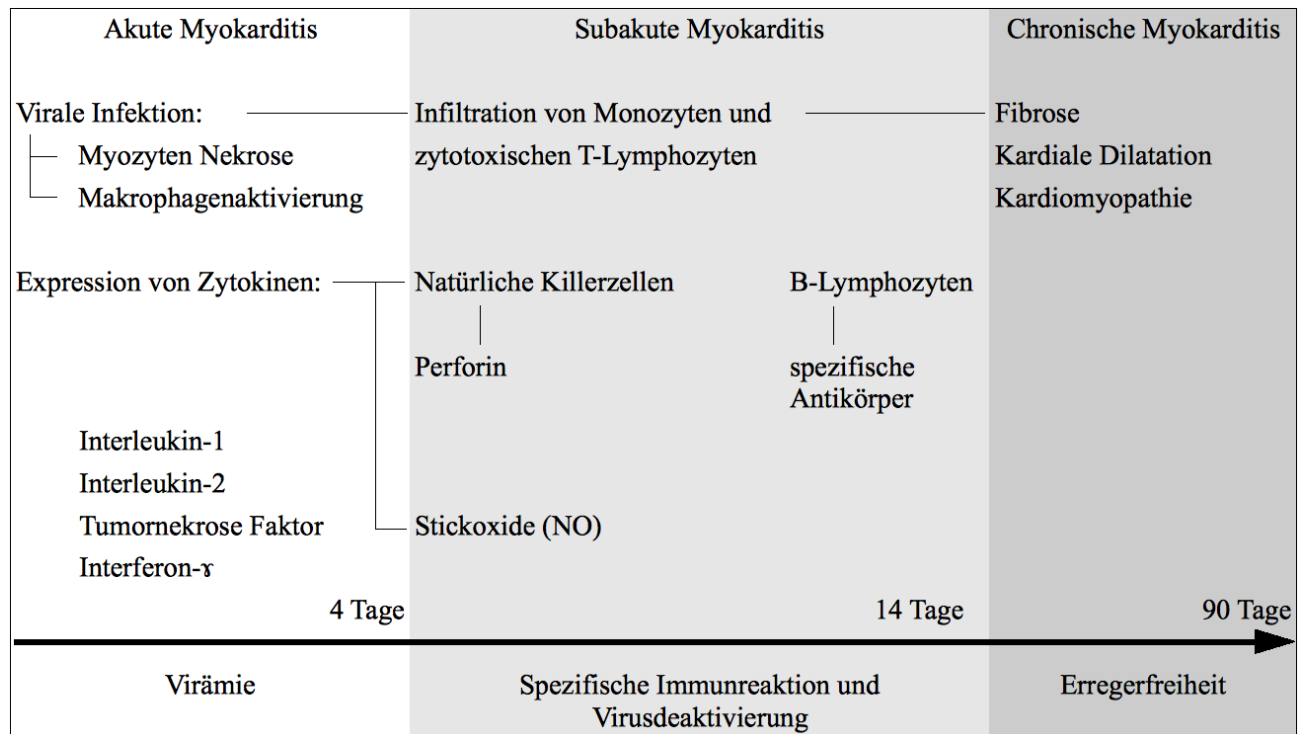 Akute Myokarditis
Subakute Myokarditis
Chronische Myokarditis
Virale Infektion:
Myozyten Nekrose
Makrophagenaktivierung
Infiltration von Monozyten und
zytotoxischen T-Lymphozyten
Fibrose
Kardiale Dilatation
Kardiomyopathie
Expression von Zytokinen:
Natürliche Killerzellen
B-Lymphozyten
Perforin
spezifische
Antikörper
Interleukin-1
Interleukin-2
Tumornekrose Faktor
Interferon-ɤ
Stickoxide (NO)
4 Tage
14 Tage
90 Tage
Virämie
Spezifische Immunreaktion und
Virusdeaktivierung
Erregerfreiheit